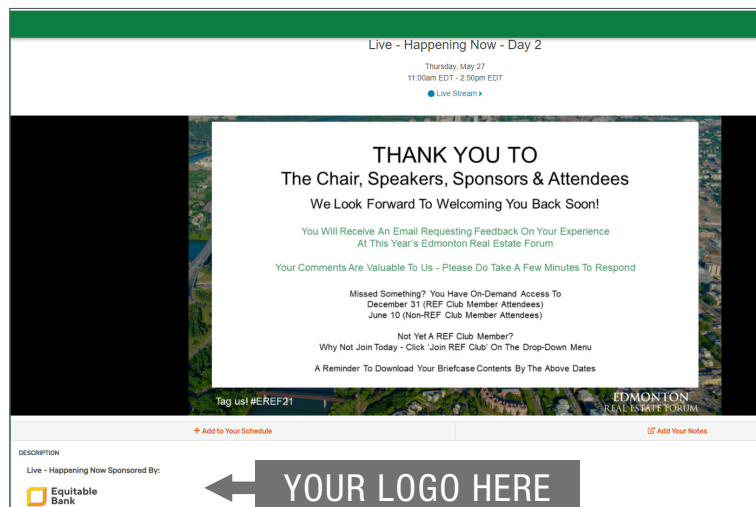 Live - Happening Now - Day 2
Thursday, May 27
11:00am EDT - 2:50pm EDT
Live Stream
THANK YOU TO
The Chair, Speakers, Sponsors & Attendees
We Look Forward To Welcoming You Back Soon!
You Will Receive An Email Requesting Feedback On Your Experience
At This Year's Edmonton Real Estate Forum
Your Comments Are Valuable To Us - Please Do Take A Few Minutes To Respond
Missed Something? You Have On-Demand Access To
December 31 (REF Club Member Attendees)
June 10 (Non-REF Club Member Attendees)
Not Yet A REF Club Member?
Why Not Join Today - Click 'Join REF Club' On The Drop-Down Menu
A Reminder To Download Your Briefcase Contents By The Above Dates
Tag us! #EREF21
EDMONTON
REAL ESTATE FORUM
+ Add to Your Schedule
Add Your Notes
DESCRIPTION
Live - Happening Now Sponsored By:
Equitable
Bank
YOUR LOGO HERE